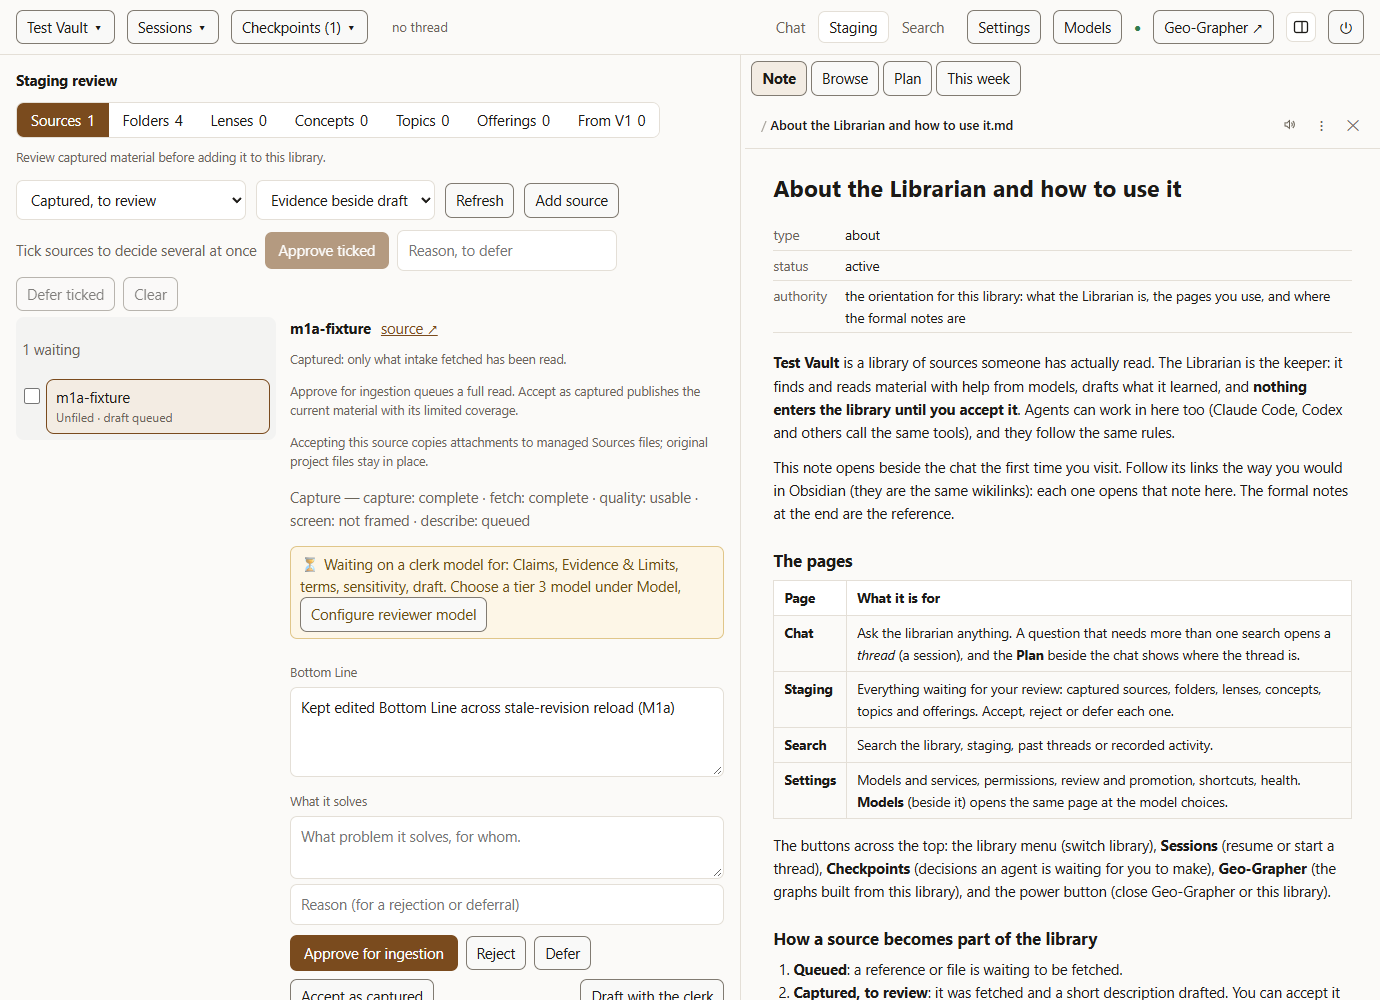 Test Vault ▾ Sessions ▾ Checkpoints (1) ▾ no thread Chat Staging Search Settings Models Geo-Grapher ↗
Staging review
Sources 1 Folders 4 Lenses 0 Concepts 0 Topics 0 Offerings 0 From V1 0
Review captured material before adding it to this library.
Captured, to review Evidence beside draft Refresh Add source
Tick sources to decide several at once Approve ticked Reason, to defer
Defer ticked Clear
1 waiting
m1a-fixture
Unfiled · draft queued
m1a-fixture source ↗
Captured: only what intake fetched has been read.
Approve for ingestion queues a full read. Accept as captured publishes the
current material with its limited coverage.
Accepting this source copies attachments to managed Sources files; original
project files stay in place.
Capture — capture: complete · fetch: complete · quality: usable ·
screen: not framed · describe: queued
⏳ Waiting on a clerk model for: Claims, Evidence & Limits,
terms, sensitivity, draft. Choose a tier 3 model under Model,
Configure reviewer model
Bottom Line
Kept edited Bottom Line across stale-revision reload (M1a)
What it solves
What problem it solves, for whom.
Reason (for a rejection or deferral)
Approve for ingestion Reject Defer
Accept as captured Draft with the clerk
Note Browse Plan This week
/ About the Librarian and how to use it.md
About the Librarian and how to use it
type about
status active
authority the orientation for this library: what the Librarian is, the pages you use, and where
the formal notes are
Test Vault is a library of sources someone has actually read. The Librarian is the keeper: it
finds and reads material with help from models, drafts what it learned, and nothing
enters the library until you accept it. Agents can work in here too (Claude Code, Codex
and others call the same tools), and they follow the same rules.
This note opens beside the chat the first time you visit. Follow its links the way you would
in Obsidian (they are the same wikilinks): each one opens that note here. The formal notes
at the end are the reference.
The pages
Page What it is for
Chat Ask the librarian anything. A question that needs more than one search opens a
thread (a session), and the Plan beside the chat shows where the thread is.
Staging Everything waiting for your review: captured sources, folders, lenses, concepts,
topics and offerings. Accept, reject or defer each one.
Search Search the library, staging, past threads or recorded activity.
Settings Models and services, permissions, review and promotion, shortcuts, health.
Models (beside it) opens the same page at the model choices.
The buttons across the top: the library menu (switch library), Sessions (resume or start a
thread), Checkpoints (decisions an agent is waiting for you to make), Geo-Grapher (the
graphs built from this library), and the power button (close Geo-Grapher or this library).
How a source becomes part of the library
1. Queued: a reference or file is waiting to be fetched.
2. Captured, to review: it was fetched and a short description drafted. You can accept it